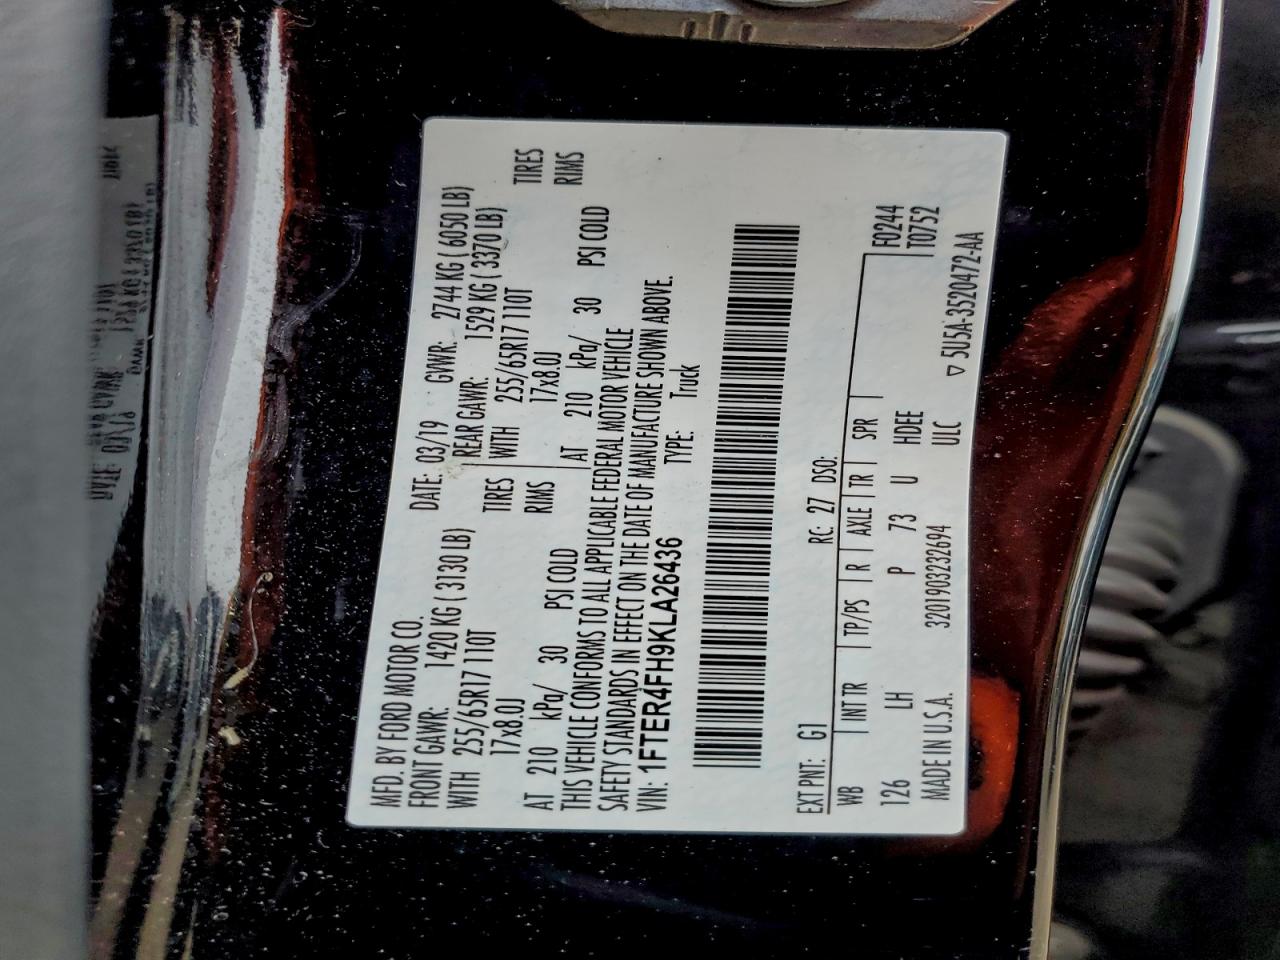 MFD. BY FORD MOTOR CO.
DATE: 03/19 GVWR: 2744 KG ( 6050 LB)
FRONT GAWR: 1420 KG ( 3130 LB) REAR GAWR: 1529 KG ( 3370 LB)
WITH 255/65R17 110T TIRES WITH 255/65R17 110T TIRES
17x8.0J RIMS 17x8.0J RIMS
AT 210 kPa/ 30 PSI COLD AT 210 kPa/ 30 PSI COLD
THIS VEHICLE CONFORMS TO ALL APPLICABLE FEDERAL MOTOR VEHICLE
SAFETY STANDARDS IN EFFECT ON THE DATE OF MANUFACTURE SHOWN ABOVE.
VIN: 1FTER4FH9KLA26436 TYPE: Truck
EXT PNT: G1 RC: 27 DSO:
WB INT TR TP/PS R AXLE TR SPR F0244
126 LH P 73 U HDEE T0752
MADE IN U.S.A. 3201903232694 ULC ▽ 5U5A-3520472-AA